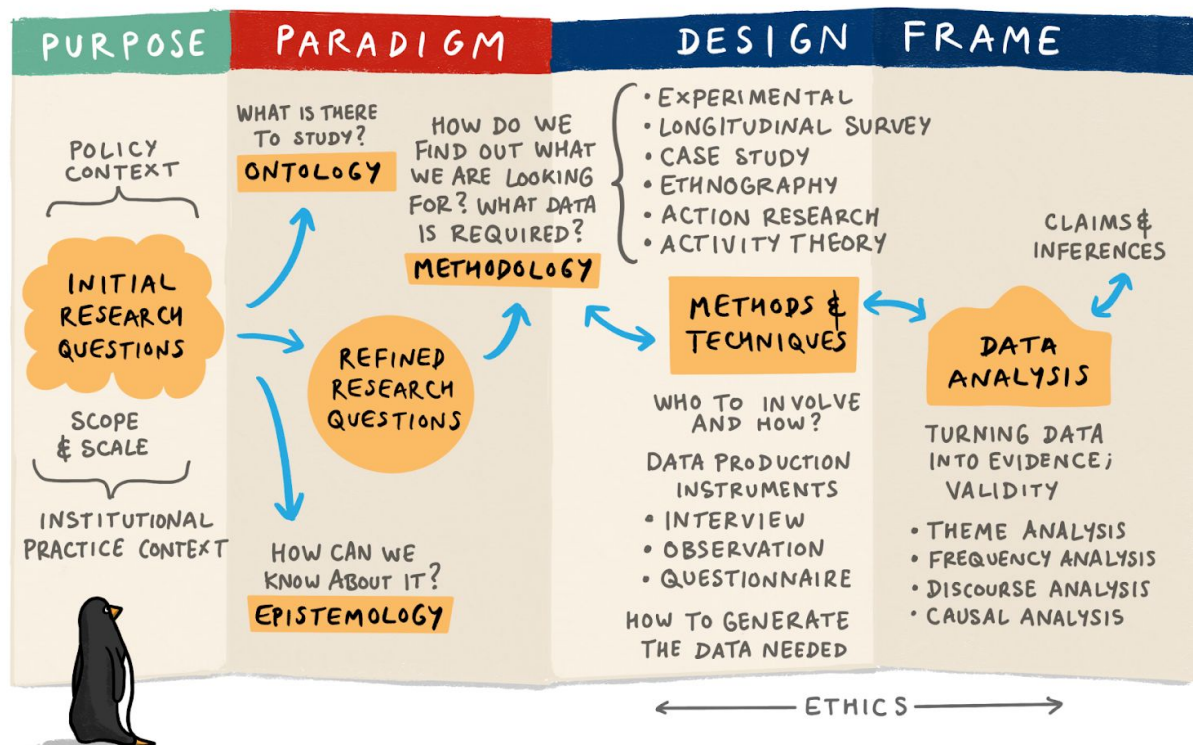 PURPOSE
POLICY
CONTEXT
INITIAL
RESEARCH
QUESTIONS
SCOPE
& SCALE
INSTITUTIONAL
PRACTICE CONTEXT
PARADIGM
WHAT IS THERE
TO STUDY?
ONTOLOGY
REFINED
RESEARCH
QUESTIONS
HOW CAN WE
KNOW ABOUT IT?
EPISTEMOLOGY
HOW DO WE
FIND OUT WHAT
WE ARE LOOKING
FOR? WHAT DATA
IS REQUIRED?
METHODOLOGY
DESIGN FRAME
• EXPERIMENTAL
• LONGITUDINAL SURVEY
• CASE STUDY
• ETHNOGRAPHY
• ACTION RESEARCH
• ACTIVITY THEORY
METHODS &
TECHNIQUES
WHO TO INVOLVE
AND HOW?
DATA PRODUCTION
INSTRUMENTS
• INTERVIEW
• OBSERVATION
• QUESTIONNAIRE
HOW TO GENERATE
THE DATA NEEDED
CLAIMS &
INFERENCES
DATA
ANALYSIS
TURNING DATA
INTO EVIDENCE;
VALIDITY
• THEME ANALYSIS
• FREQUENCY ANALYSIS
• DISCOURSE ANALYSIS
• CAUSAL ANALYSIS
ETHICS